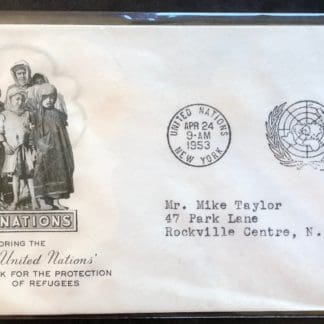 NATIONS
ORING THE
United Nations'
K FOR THE PROTECTION
OF REFUGEES
UNITED NATIONS
APR 24
9-AM
1953
NEW YORK
Mr. Mike Taylor
47 Park Lane
Rockville Centre, N.